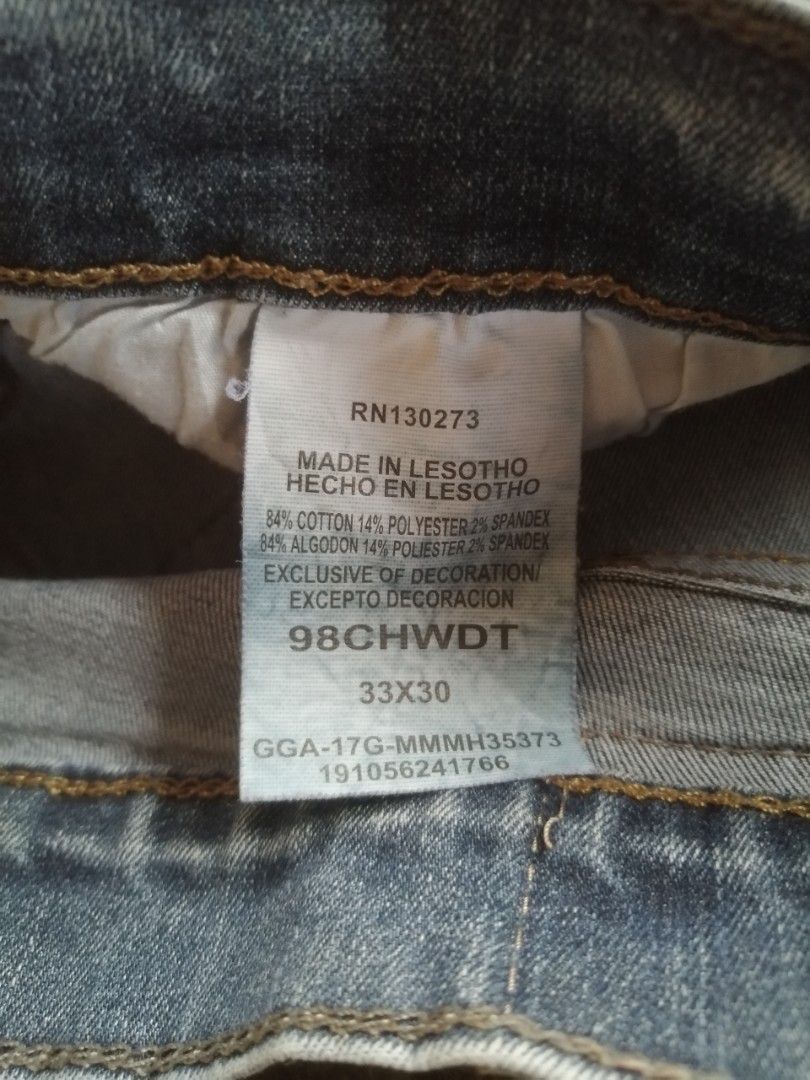 RN130273
MADE IN LESOTHO
HECHO EN LESOTHO
84% COTTON 14% POLYESTER 2% SPANDEX
84% ALGODON 14% POLIESTER 2% SPANDEX
EXCLUSIVE OF DECORATION/
EXCEPTO DECORACION
98CHWDT
33X30
GGA-17G-MMMH35373
191056241766